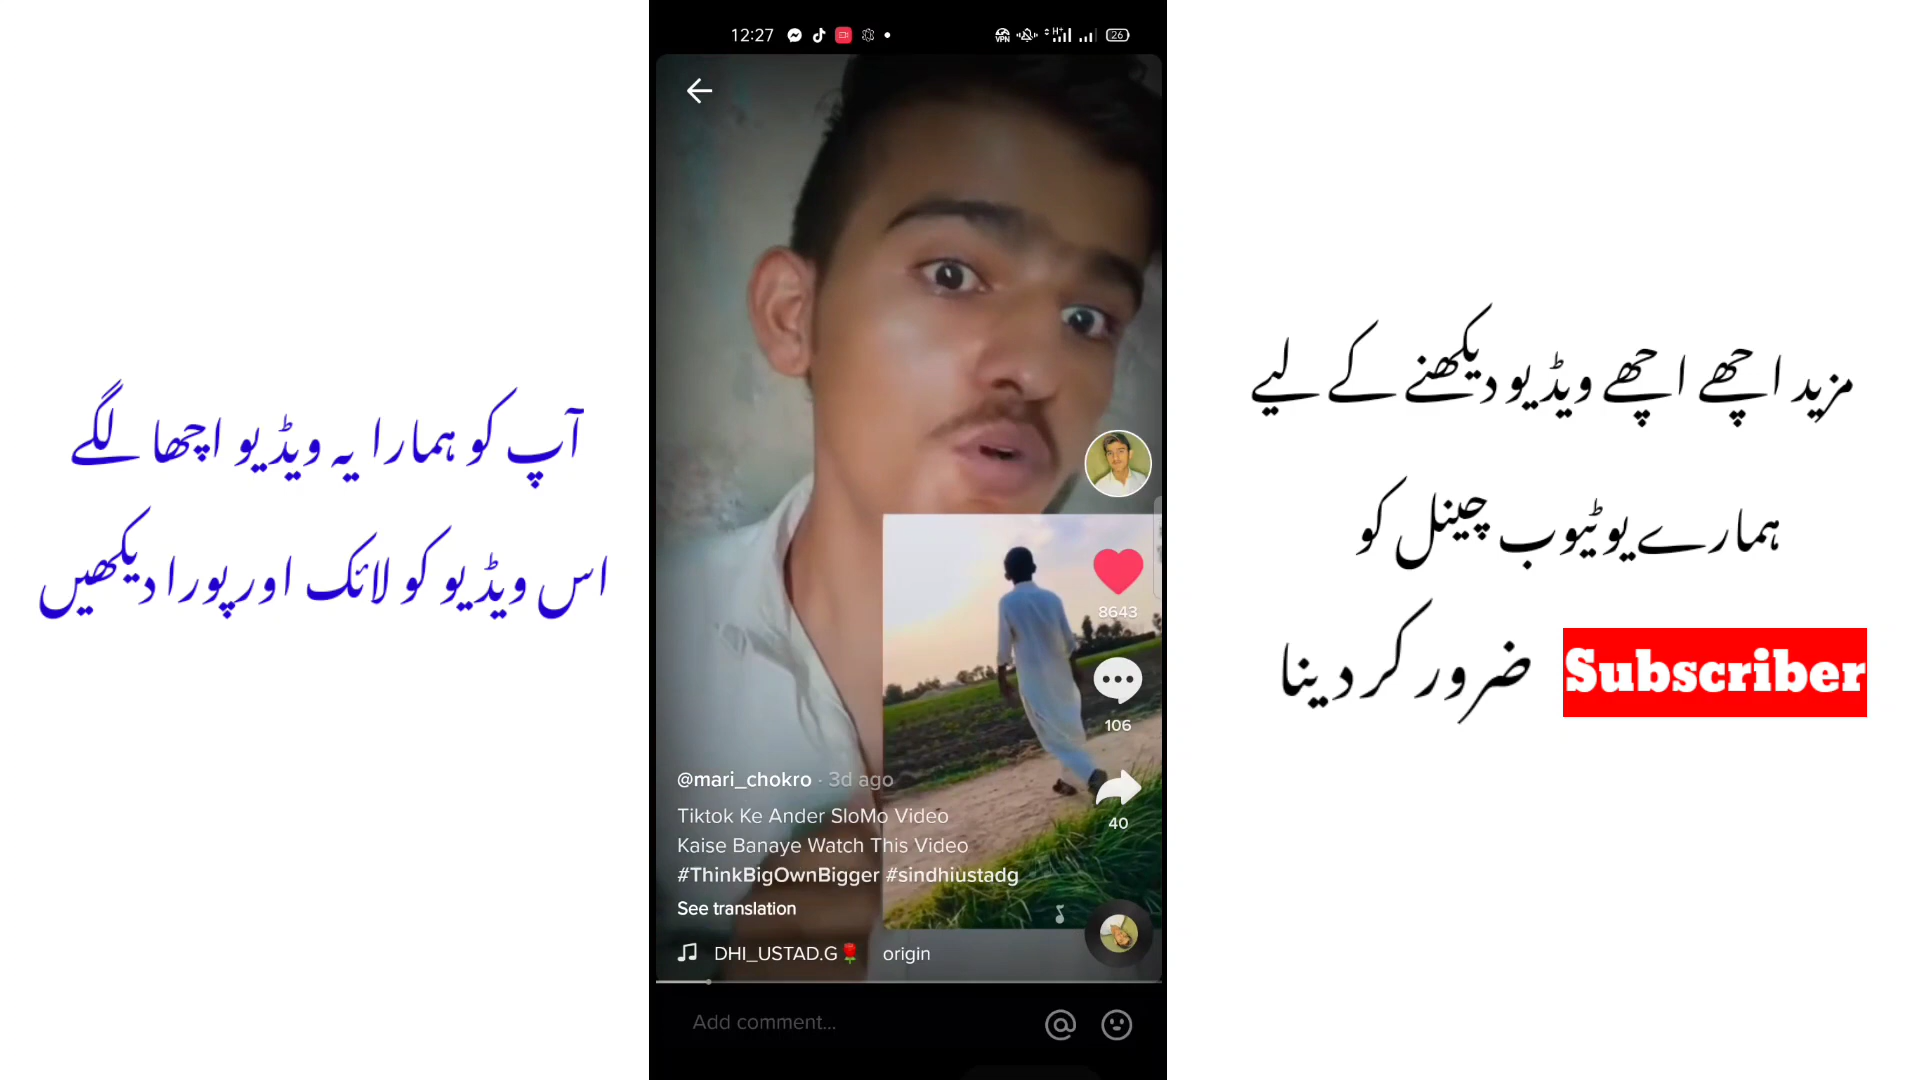 آپ کو ہمارا یہ ویڈیو اچھا لگے
اس ویڈیو کو لائک اور پورا دیکھیں
12:27
VPN
H+
26
8643
106
40
@mari_chokro · 3d ago
Tiktok Ke Ander SloMo Video
Kaise Banaye Watch This Video
#ThinkBigOwnBigger #sindhiustadg
See translation
DHI_USTAD.G🌹 origin
Add comment...
مزید اچھے اچھے ویڈیو دیکھنے کے لیے
ہمارے یوٹیوب چینل کو
Subscriber ضرور کر دینا